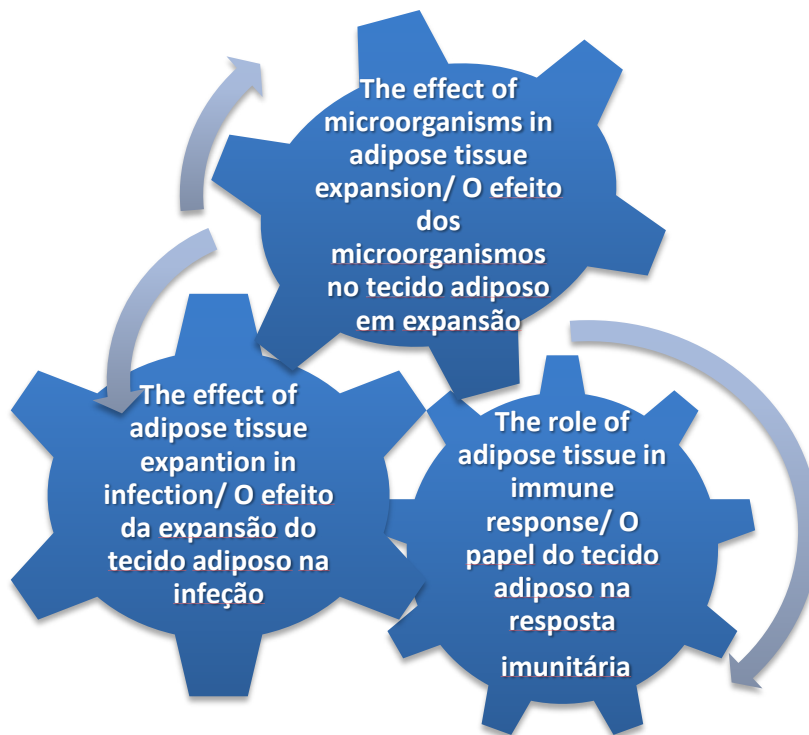 The effect of
microorganisms in
adipose tissue
expansion/ O efeito
dos
microorganismos
no tecido adiposo
em expansão
The effect of
adipose tissue
expantion in
infection/ O efeito
da expansão do
tecido adiposo na
infeção
The role of
adipose tissue in
immune
response/ O
papel do tecido
adiposo na
resposta
imunitária